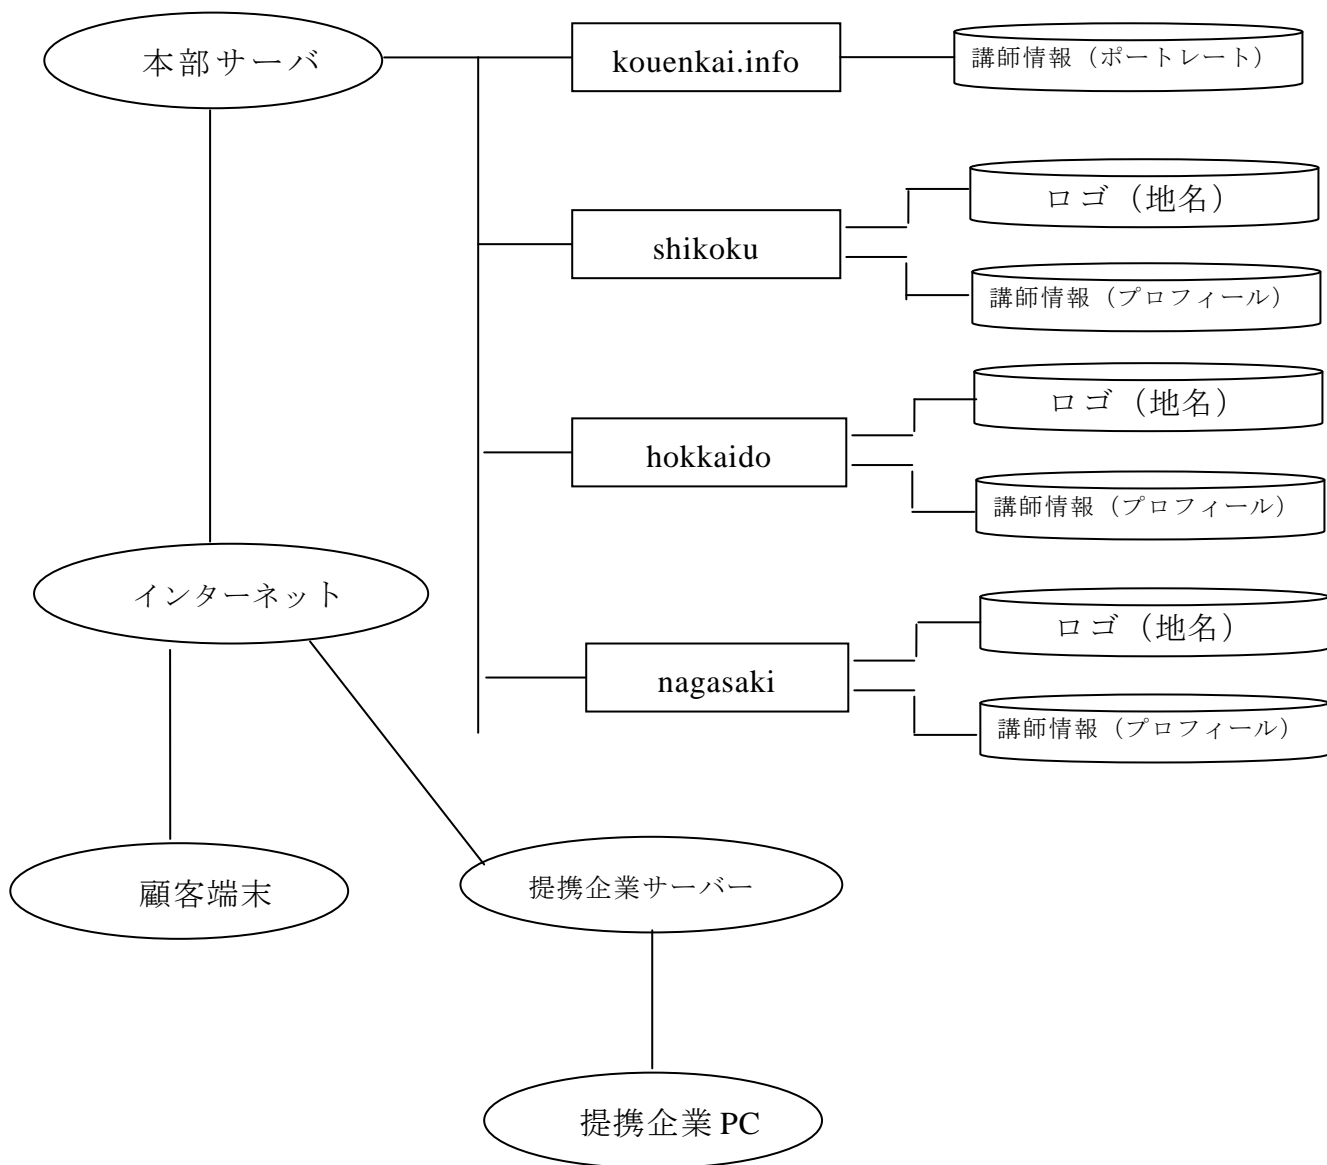 本部サーバ
kouenkai.info
講師情報（ポートレート）
ロゴ（地名）
shikoku
講師情報（プロフィール）
ロゴ（地名）
hokkaido
講師情報（プロフィール）
インターネット
ロゴ（地名）
nagasaki
講師情報（プロフィール）
顧客端末
提携企業サーバー
提携企業 PC